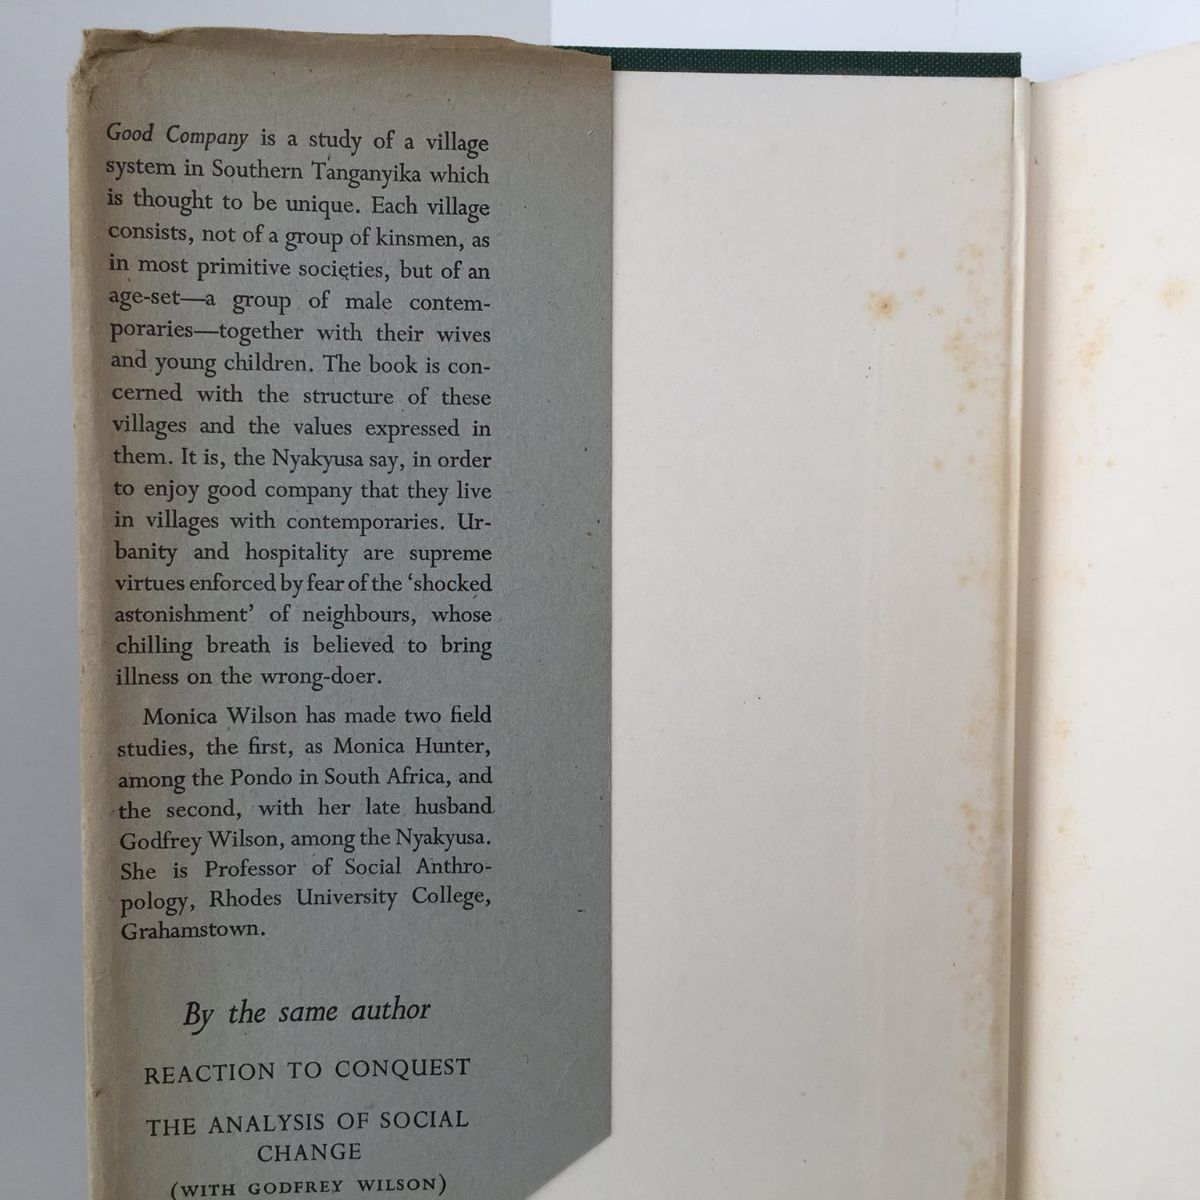 Good Company is a study of a village
system in Southern Tanganyika which
is thought to be unique. Each village
consists, not of a group of kinsmen, as
in most primitive societies, but of an
age-set—a group of male contem-
poraries—together with their wives
and young children. The book is con-
cerned with the structure of these
villages and the values expressed in
them. It is, the Nyakyusa say, in order
to enjoy good company that they live
in villages with contemporaries. Ur-
banity and hospitality are supreme
virtues enforced by fear of the ‘shocked
astonishment’ of neighbours, whose
chilling breath is believed to bring
illness on the wrong-doer.
Monica Wilson has made two field
studies, the first, as Monica Hunter,
among the Pondo in South Africa, and
the second, with her late husband
Godfrey Wilson, among the Nyakyusa.
She is Professor of Social Anthro-
pology, Rhodes University College,
Grahamstown.
By the same author
REACTION TO CONQUEST
THE ANALYSIS OF SOCIAL
CHANGE
(WITH GODFREY WILSON)